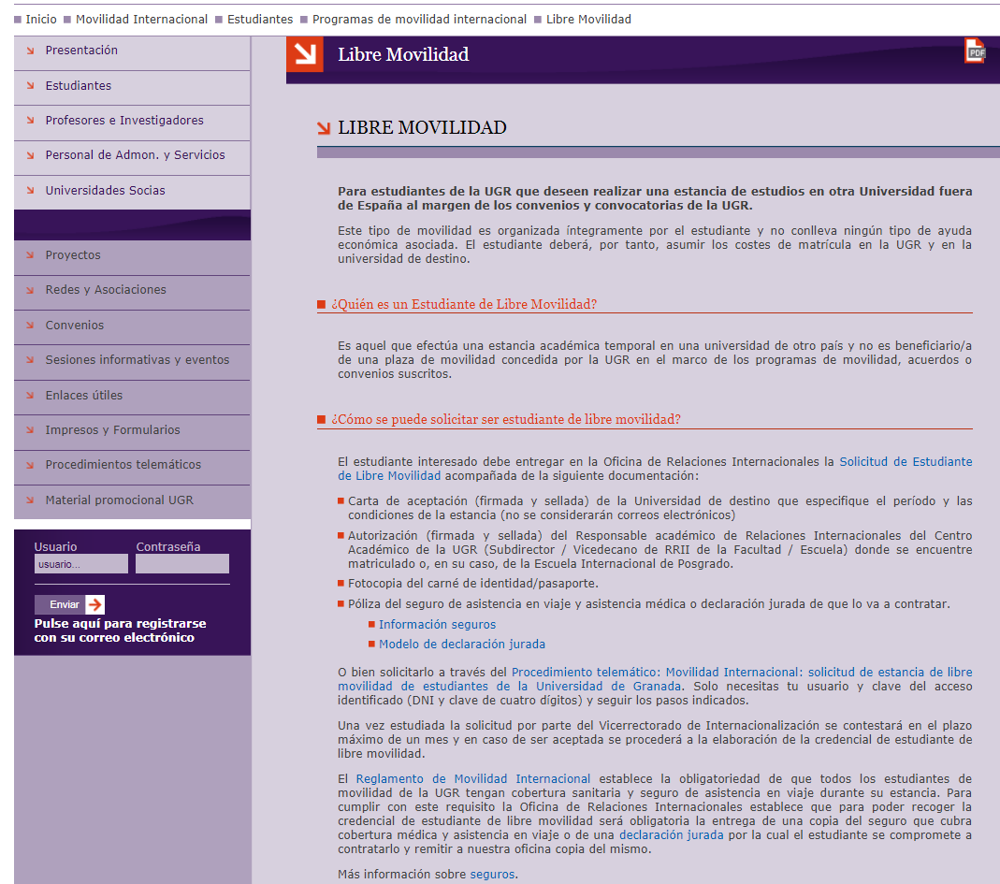 Inicio Movilidad Internacional Estudiantes Programas de movilidad internacional Libre Movilidad
Presentación
Estudiantes
Profesores e Investigadores
Personal de Admon. y Servicios
Universidades Socias
Proyectos
Redes y Asociaciones
Convenios
Sesiones informativas y eventos
Enlaces útiles
Impresos y Formularios
Procedimientos telemáticos
Material promocional UGR
Usuario Contraseña
usuario...
Enviar
Pulse aquí para registrarse
con su correo electrónico
Libre Movilidad
PDF
LIBRE MOVILIDAD
Para estudiantes de la UGR que deseen realizar una estancia de estudios en otra Universidad fuera
de España al margen de los convenios y convocatorias de la UGR.
Este tipo de movilidad es organizada íntegramente por el estudiante y no conlleva ningún tipo de ayuda
económica asociada. El estudiante deberá, por tanto, asumir los costes de matrícula en la UGR y en la
universidad de destino.
¿Quién es un Estudiante de Libre Movilidad?
Es aquel que efectúa una estancia académica temporal en una universidad de otro país y no es beneficiario/a
de una plaza de movilidad concedida por la UGR en el marco de los programas de movilidad, acuerdos o
convenios suscritos.
¿Cómo se puede solicitar ser estudiante de libre movilidad?
El estudiante interesado debe entregar en la Oficina de Relaciones Internacionales la Solicitud de Estudiante
de Libre Movilidad acompañada de la siguiente documentación:
Carta de aceptación (firmada y sellada) de la Universidad de destino que especifique el período y las
condiciones de la estancia (no se considerarán correos electrónicos)
Autorización (firmada y sellada) del Responsable académico de Relaciones Internacionales del Centro
Académico de la UGR (Subdirector / Vicedecano de RRII de la Facultad / Escuela) donde se encuentre
matriculado o, en su caso, de la Escuela Internacional de Posgrado.
Fotocopia del carné de identidad/pasaporte.
Póliza del seguro de asistencia en viaje y asistencia médica o declaración jurada de que lo va a contratar.
Información seguros
Modelo de declaración jurada
O bien solicitarlo a través del Procedimiento telemático: Movilidad Internacional: solicitud de estancia de libre
movilidad de estudiantes de la Universidad de Granada. Solo necesitas tu usuario y clave del acceso
identificado (DNI y clave de cuatro dígitos) y seguir los pasos indicados.
Una vez estudiada la solicitud por parte del Vicerrectorado de Internacionalización se contestará en el plazo
máximo de un mes y en caso de ser aceptada se procederá a la elaboración de la credencial de estudiante de
libre movilidad.
El Reglamento de Movilidad Internacional establece la obligatoriedad de que todos los estudiantes de
movilidad de la UGR tengan cobertura sanitaria y seguro de asistencia en viaje durante su estancia. Para
cumplir con este requisito la Oficina de Relaciones Internacionales establece que para poder recoger la
credencial de estudiante de libre movilidad será obligatoria la entrega de una copia del seguro que cubra
cobertura médica y asistencia en viaje o de una declaración jurada por la cual el estudiante se compromete a
contratarlo y remitir a nuestra oficina copia del mismo.
Más información sobre seguros.